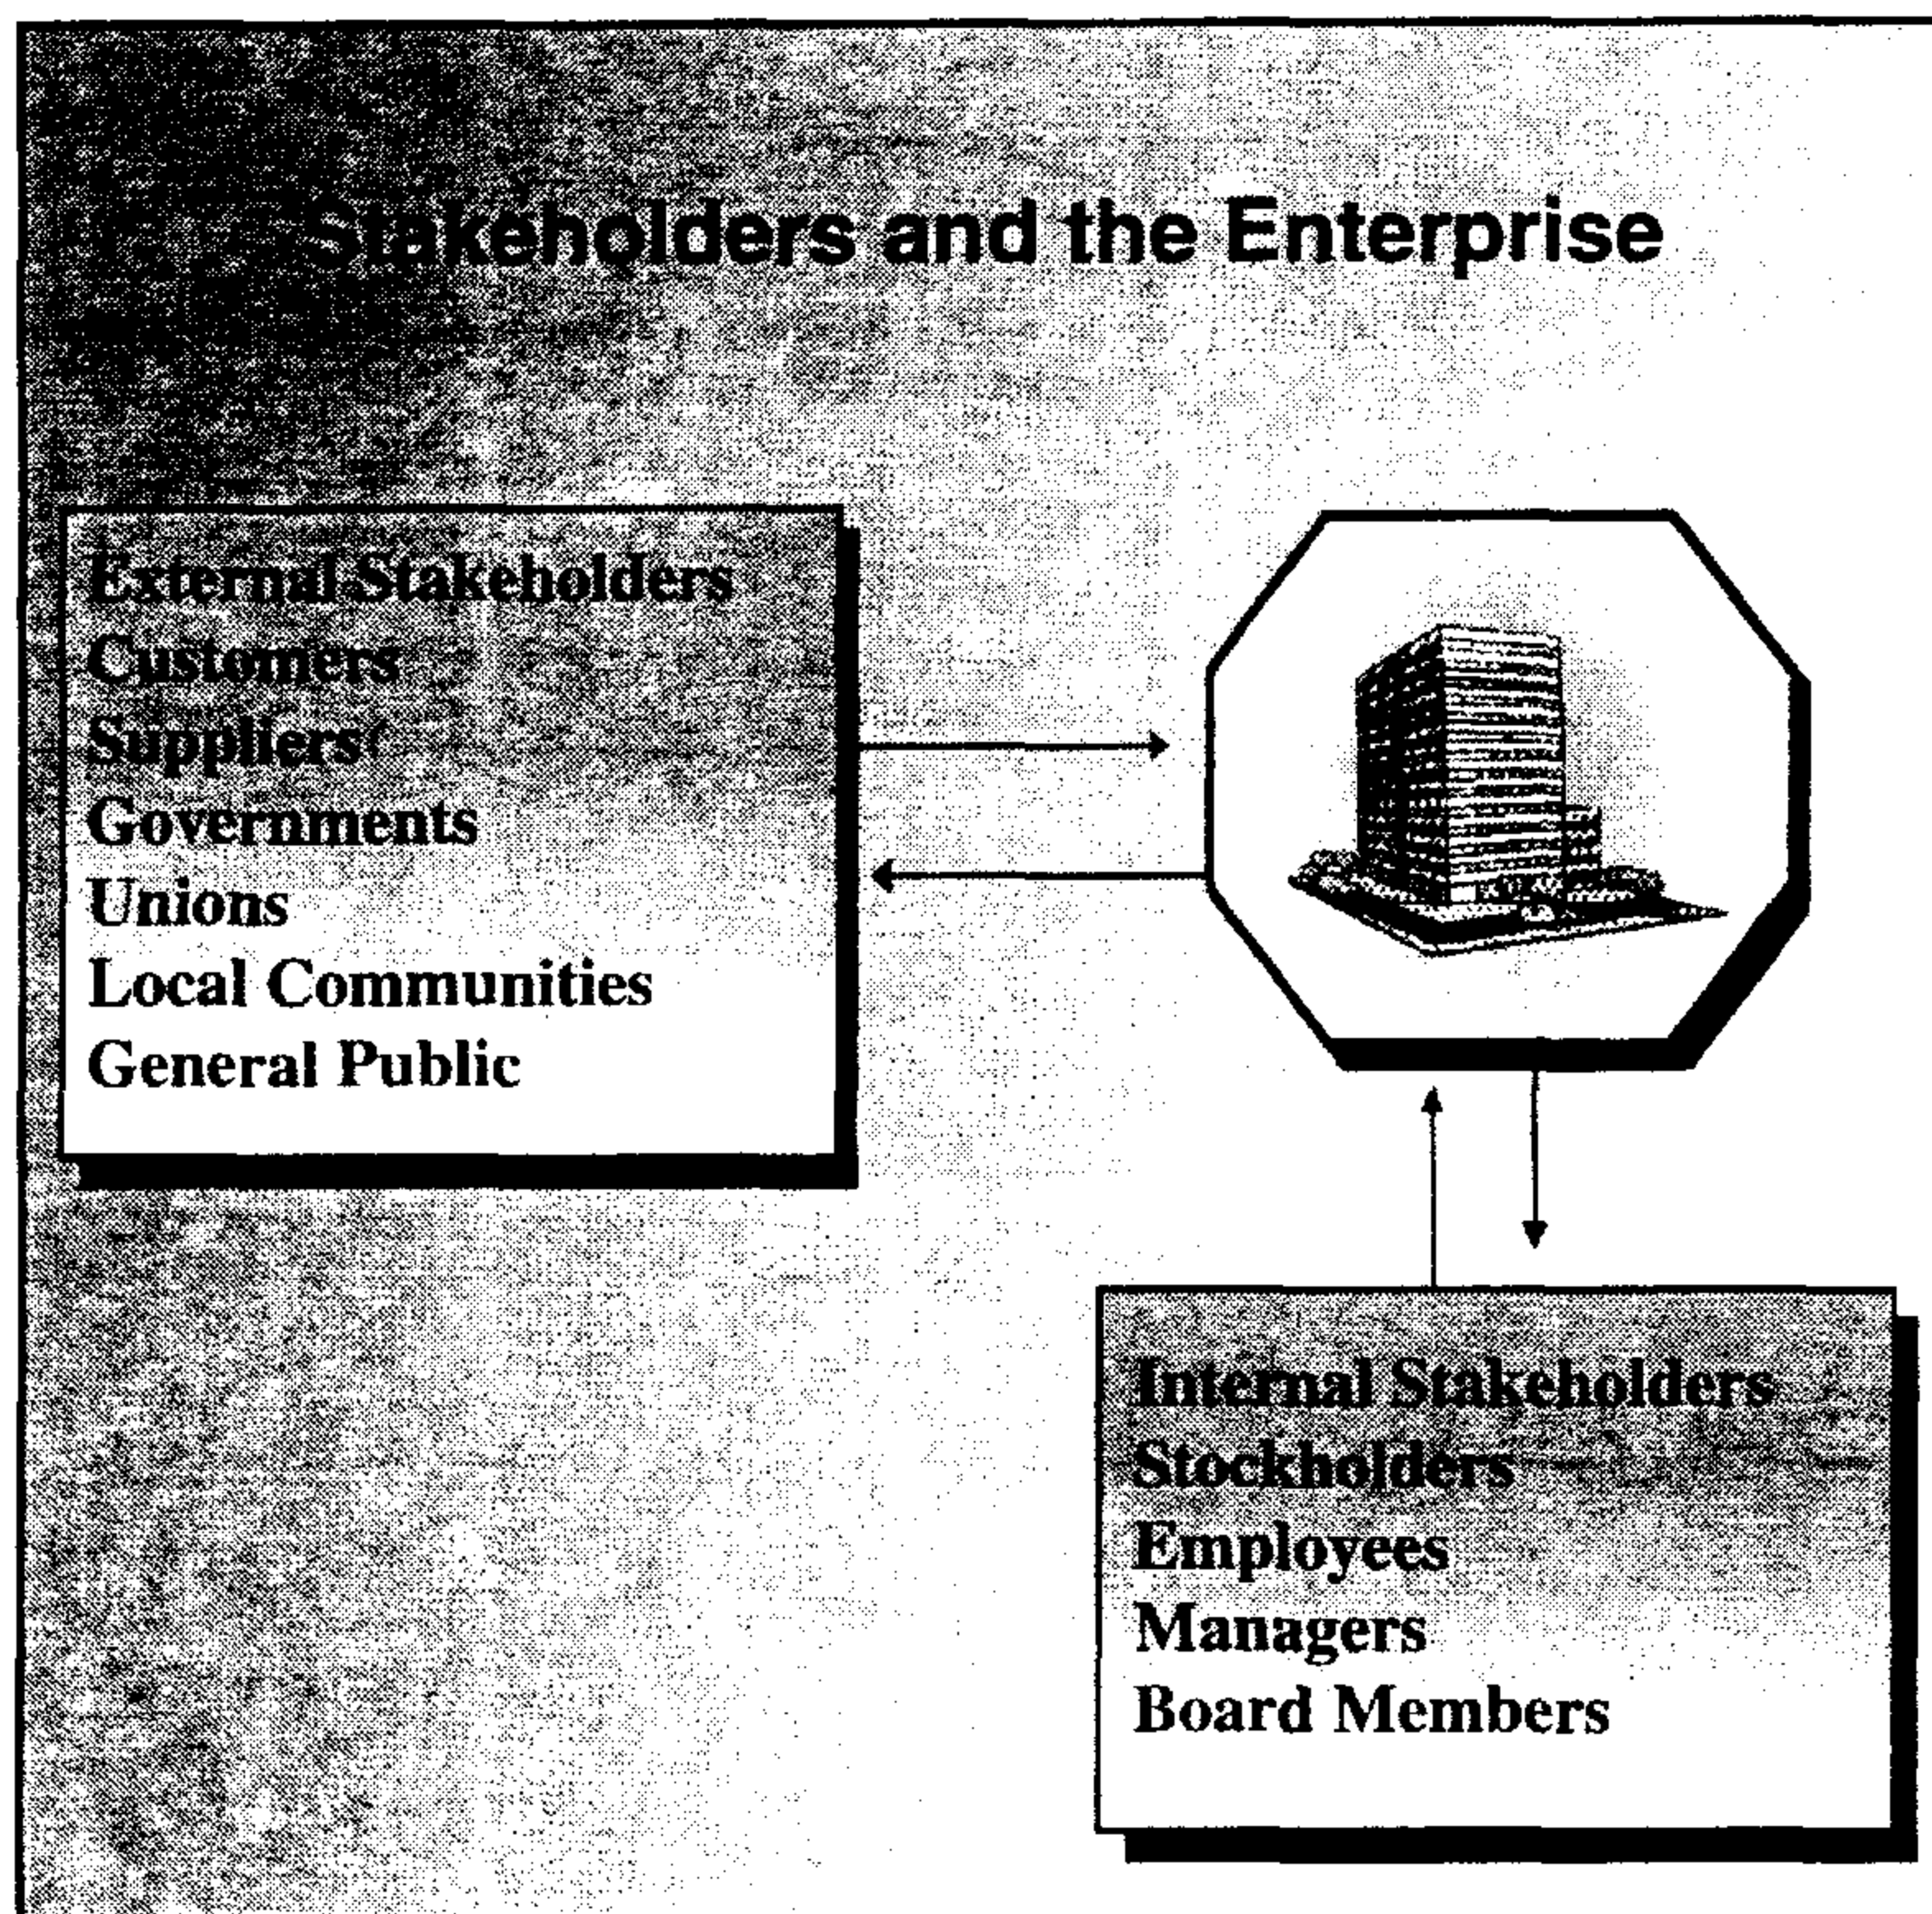 Stakeholders and the Enterprise
External Stakeholders
Customers
Suppliers
Governments
Unions
Local Communities
General Public
Internal Stakeholders
Stockholders
Employees
Managers
Board Members